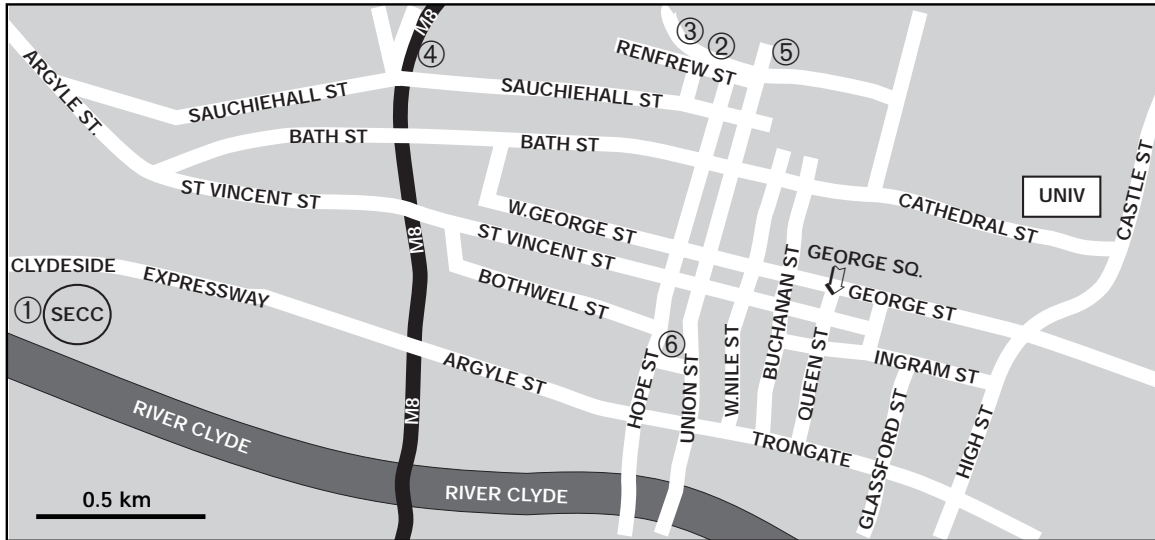 M8
③
②
⑤
④
RENFREW ST
ARGYLE ST.
SAUCHIEHALL ST
SAUCHIEHALL ST
BATH ST
BATH ST
CASTLE ST
UNIV
ST VINCENT ST
W.GEORGE ST
CATHEDRAL ST
ST VINCENT ST
M8
GEORGE SQ.
CLYDESIDE
EXPRESSWAY
BOTHWELL ST
BUCHANAN ST
GEORGE ST
①
SECC
⑥
ARGYLE ST
HOPE ST
UNION ST
W.NILE ST
QUEEN ST
INGRAM ST
M8
RIVER CLYDE
TRONGATE
GLASSFORD ST
HIGH ST
RIVER CLYDE
0.5 km